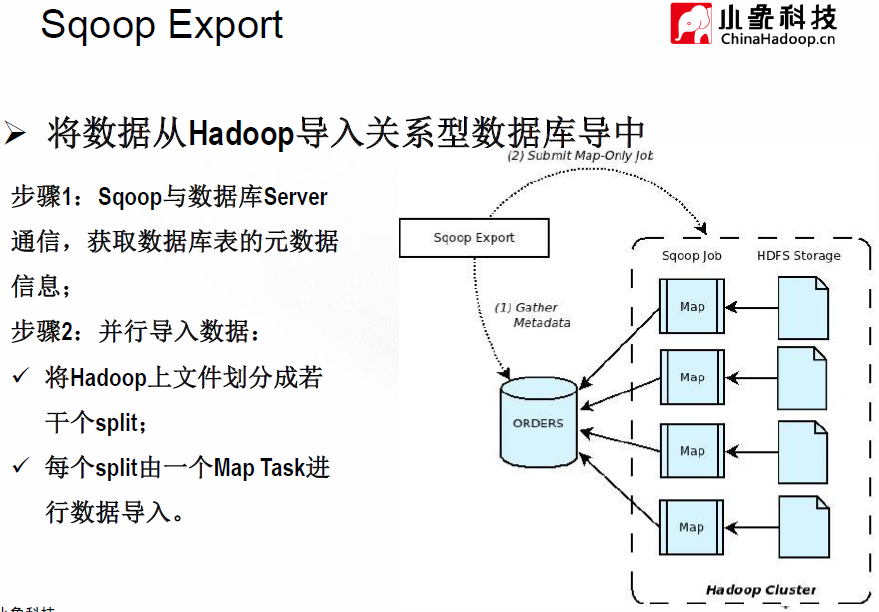 Sqoop Export
小象科技
ChinaHadoop.cn
将数据从Hadoop导入关系型数据库导中
步骤1：Sqoop与数据库Server
通信，获取数据库表的元数据
信息；
步骤2：并行导入数据：
将Hadoop上文件划分成若
干个split；
每个split由一个Map Task进
行数据导入。
(2) Submit Map-Only Job
Sqoop Export
(1) Gather
Metadata
ORDERS
Sqoop Job
HDFS Storage
Map
Map
Map
Map
Hadoop Cluster
小象科技